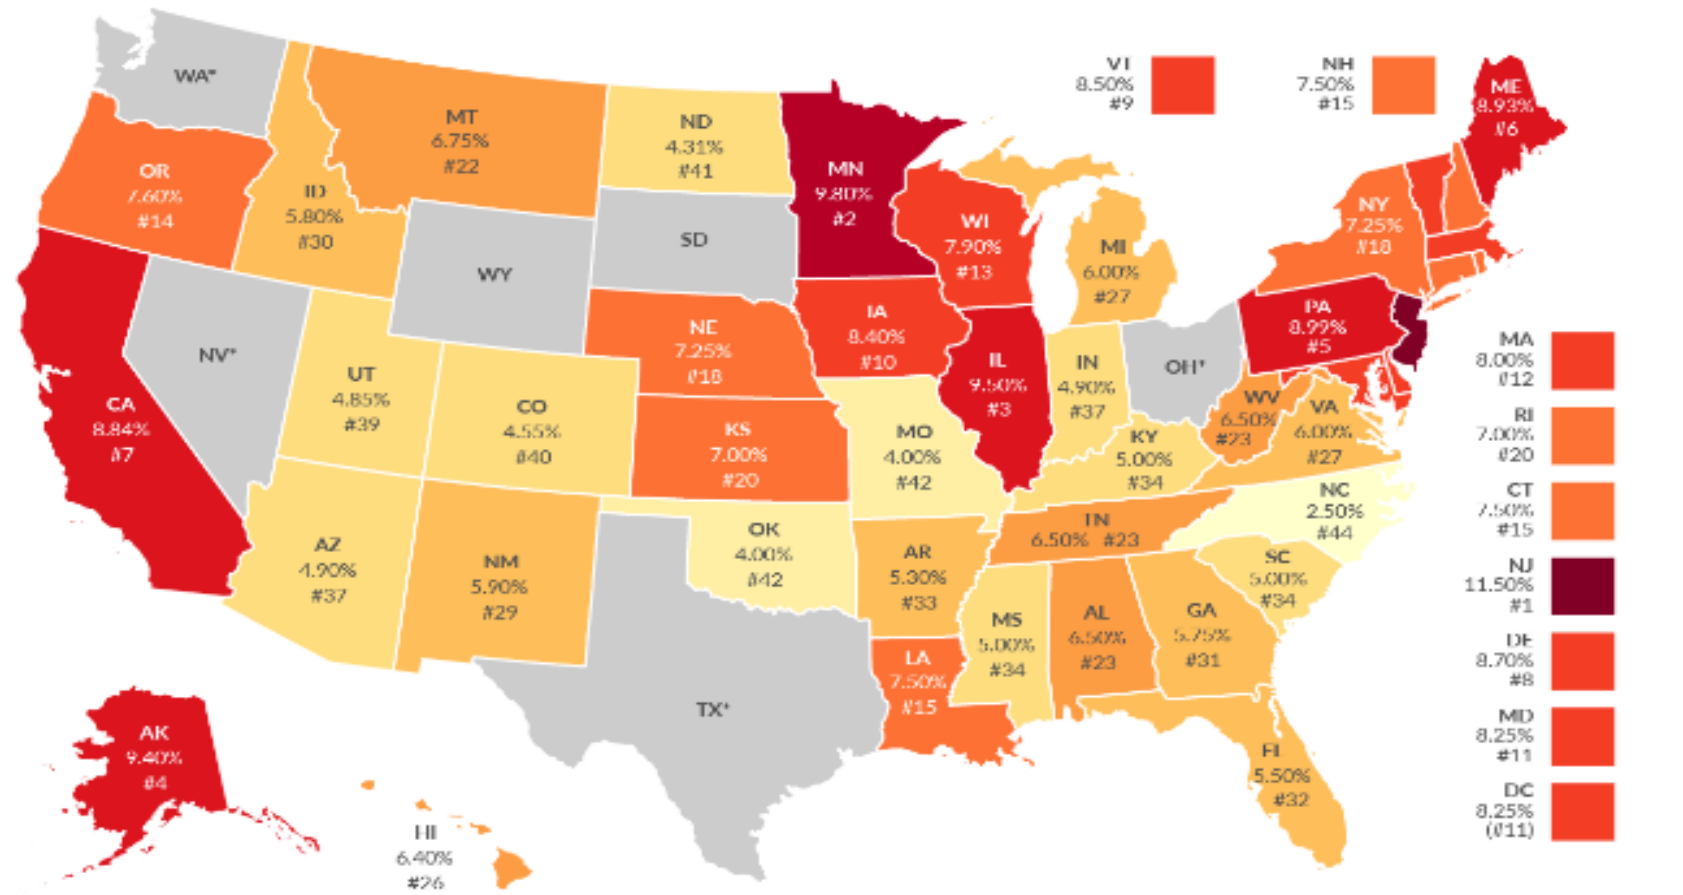 WA*
VT
8.50%
#9
NH
7.50%
#15
ME
8.93%
#6
MT
6.75%
#22
ND
4.31%
#41
MN
9.80%
#2
OR
7.60%
#14
ID
5.80%
#30
SD
WI
7.90%
#13
MI
6.00%
#27
NY
7.25%
#18
WY
NV*
NE
7.25%
#18
IA
8.40%
#10
PA
8.99%
#5
MA
8.00%
#12
CA
8.84%
#7
UT
4.85%
#39
CO
4.55%
#40
IL
9.50%
#3
IN
4.90%
#37
OH*
WV
6.50%
#23
VA
6.00%
#27
RI
7.00%
#20
KS
7.00%
#20
MO
4.00%
#42
KY
5.00%
#34
CT
7.50%
#15
NC
2.50%
#44
AZ
4.90%
#37
NM
5.90%
#29
OK
4.00%
#42
AR
5.30%
#33
TN
6.50% #23
SC
5.00%
#34
NJ
11.50%
#1
MS
5.00%
#34
AL
6.50%
#23
GA
5.75%
#31
DE
8.70%
#8
LA
7.50%
#15
TX*
MD
8.25%
#11
AK
9.40%
#4
FL
5.50%
#32
DC
8.25%
(#11)
HI
6.40%
#26